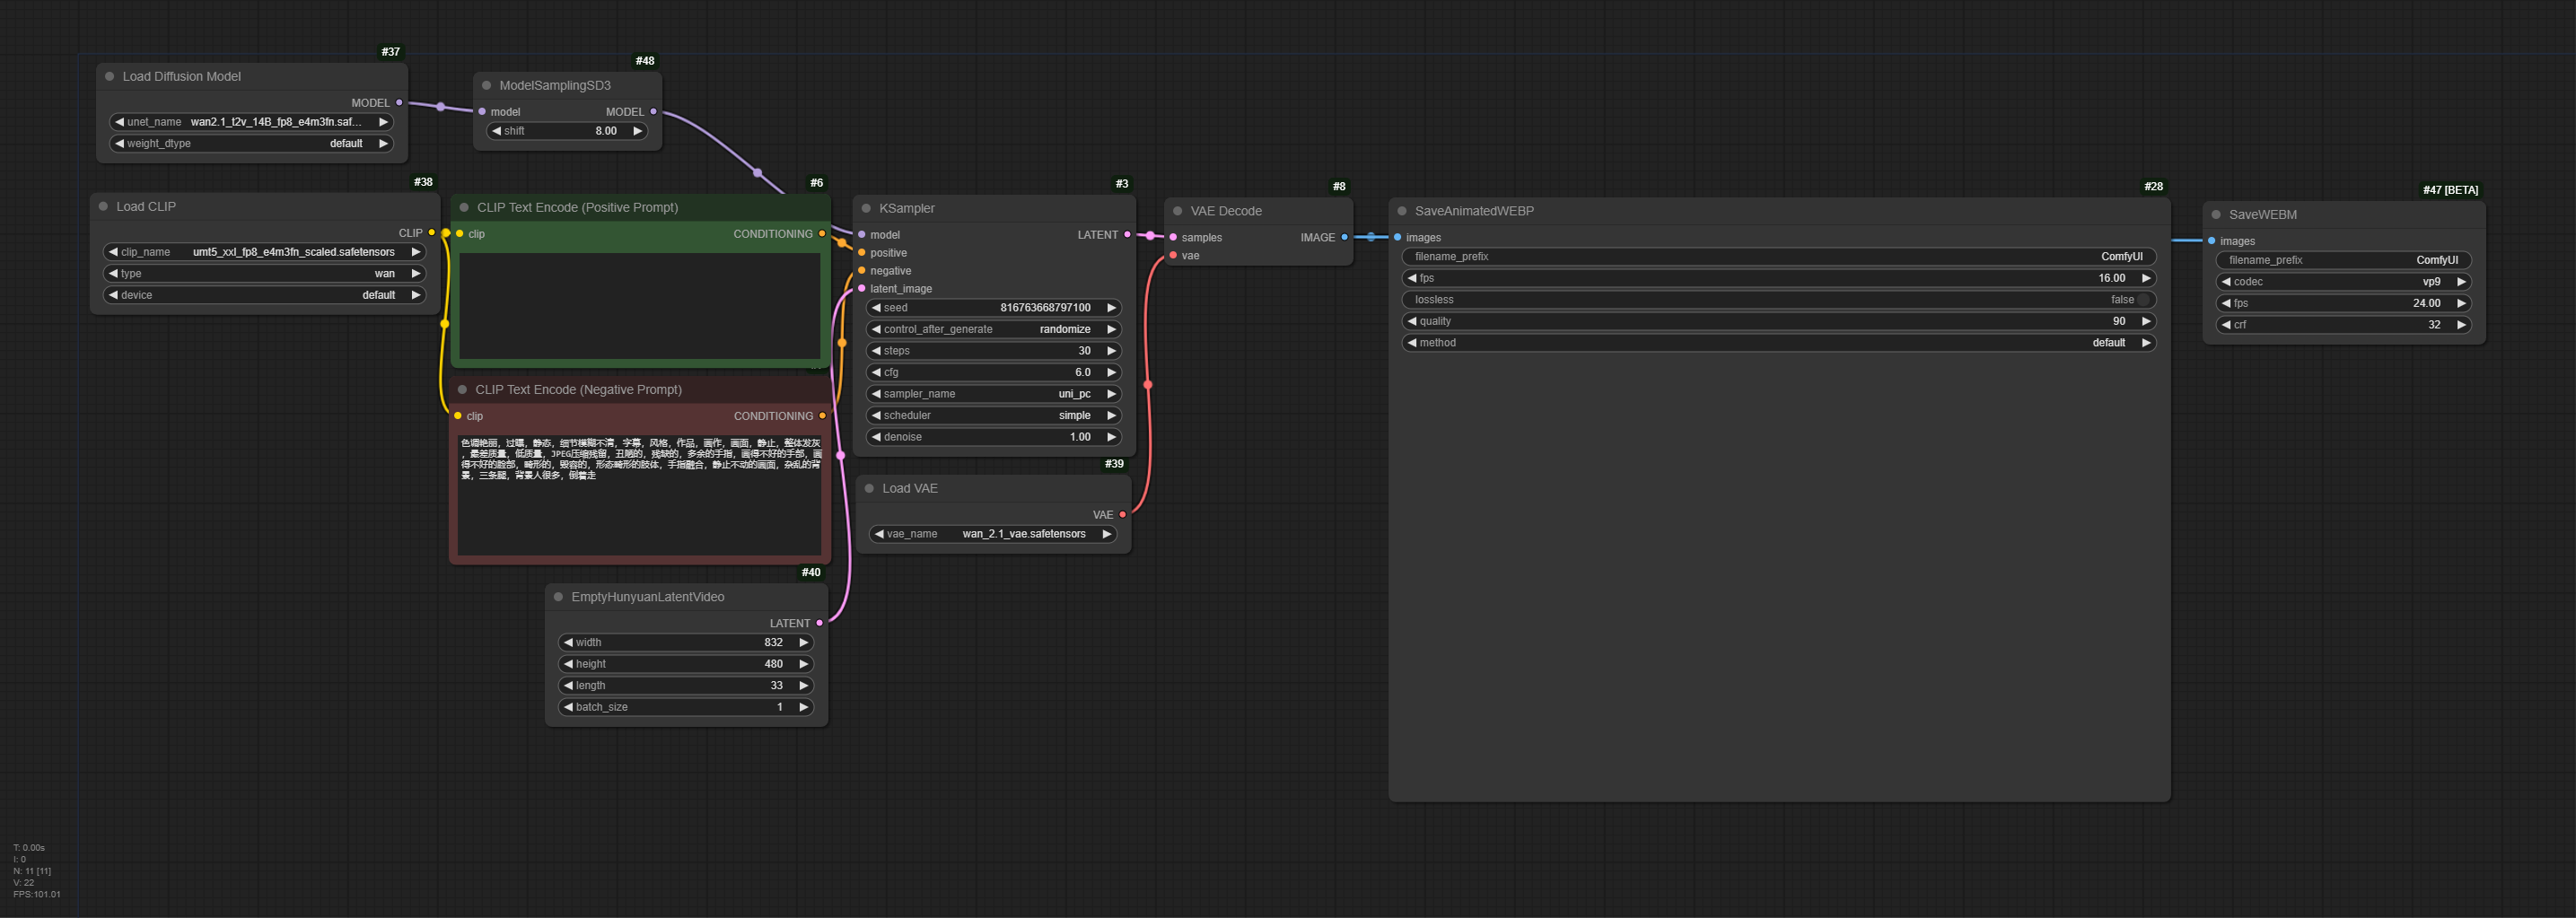 #37
Load Diffusion Model
MODEL
unet_name wan2.1_t2v_14B_fp8_e4m3fn.saf...
weight_dtype default
#48
ModelSamplingSD3
model MODEL
shift 8.00
#38
Load CLIP
CLIP
clip_name umt5_xxl_fp8_e4m3fn_scaled.safetensors
type wan
device default
#6
CLIP Text Encode (Positive Prompt)
clip CONDITIONING
CLIP Text Encode (Negative Prompt)
clip CONDITIONING
色调艳丽，过曝，静态，细节模糊不清，字幕，风格，作品，画作，画面，静止，整体发灰
，最差质量，低质量，JPEG压缩残留，丑陋的，残缺的，多余的手指，画得不好的手部，画
得不好的脸部，畸形的，毁容的，形态畸形的肢体，手指融合，静止不动的画面，杂乱的背
景，三条腿，背景人很多，倒着走
#40
EmptyHunyuanLatentVideo
LATENT
width 832
height 480
length 33
batch_size 1
#3
KSampler
model LATENT
positive
negative
latent_image
seed 816763668797100
control_after_generate randomize
steps 30
cfg 6.0
sampler_name uni_pc
scheduler simple
denoise 1.00
#39
Load VAE
VAE
vae_name wan_2.1_vae.safetensors
#8
VAE Decode
samples IMAGE
vae
#28
SaveAnimatedWEBP
images
filename_prefix ComfyUI
fps 16.00
lossless false
quality 90
method default
#47 [BETA]
SaveWEBM
images
filename_prefix ComfyUI
codec vp9
fps 24.00
crf 32
T: 0.00s
I: 0
N: 11 [11]
V: 22
FPS:101.01